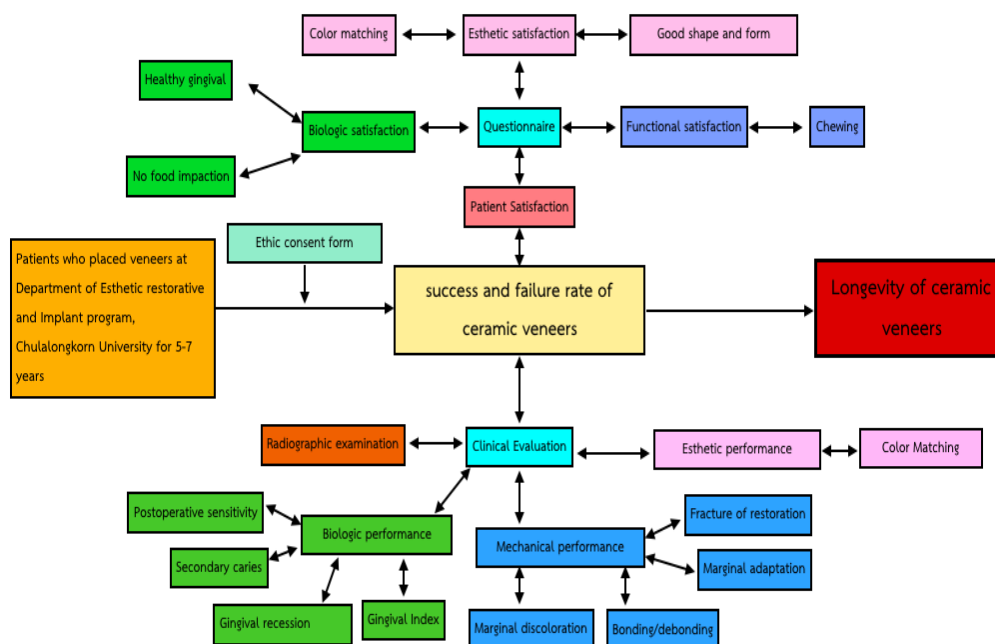 Color matching
Esthetic satisfaction
Good shape and form
Healthy gingival
Biologic satisfaction
Questionnaire
Functional satisfaction
Chewing
No food impaction
Patient Satisfaction
Ethic consent form
Patients who placed veneers at
Department of Esthetic restorative
and Implant program,
Chulalongkorn University for 5-7
years
success and failure rate of
ceramic veneers
Longevity of ceramic
veneers
Radiographic examination
Clinical Evaluation
Esthetic performance
Color Matching
Postoperative sensitivity
Biologic performance
Secondary caries
Gingival recession
Gingival Index
Mechanical performance
Fracture of restoration
Marginal adaptation
Marginal discoloration
Bonding/debonding